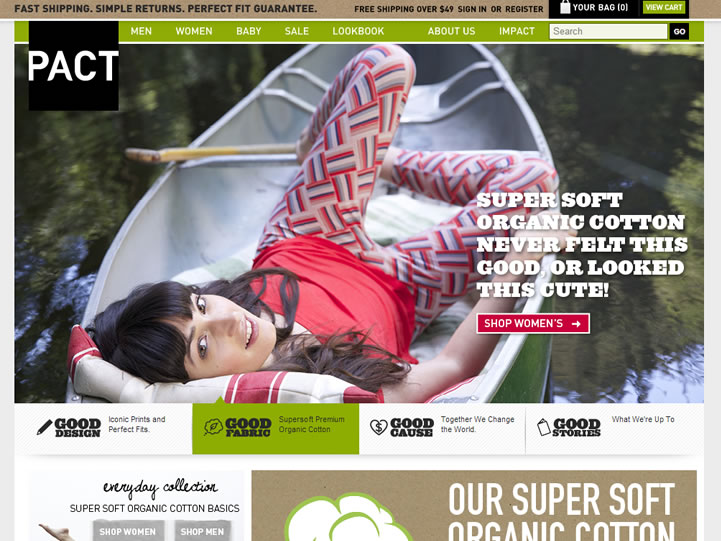 FAST SHIPPING. SIMPLE RETURNS. PERFECT FIT GUARANTEE.
FREE SHIPPING OVER $49 SIGN IN OR REGISTER
YOUR BAG (0)
VIEW CART
PACT
MEN WOMEN BABY SALE LOOKBOOK ABOUT US IMPACT
Search GO
SUPER SOFT
ORGANIC COTTON
NEVER FELT THIS
GOOD, OR LOOKED
THIS CUTE!
SHOP WOMEN'S
GOOD
DESIGN
Iconic Prints and
Perfect Fits.
GOOD
FABRIC
Supersoft Premium
Organic Cotton
GOOD
CAUSE
Together We Change
the World.
GOOD
STORIES
What We're Up To
everyday collection
SUPER SOFT ORGANIC COTTON BASICS
SHOP WOMEN SHOP MEN
OUR SUPER SOFT
ORGANIC COTTON